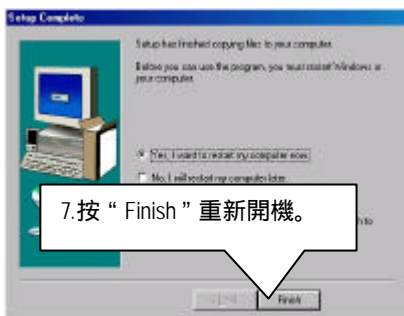 Setup Complete
Setup has finished copying files to your computer.
Before you can use the program, you must restart Windows or
your computer.
Yes, I want to restart my computer now.
No, I will restart my computer later.
7.按“Finish”重新開機。
to
Finish